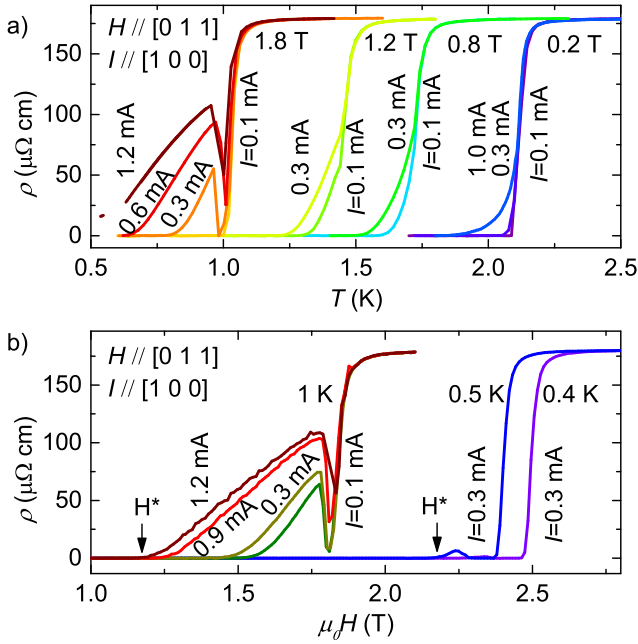 a)
H // [0 1 1]
I // [1 0 0]
1.8 T
1.2 T
0.8 T
0.2 T
1.2 mA
0.6 mA
0.3 mA
I=0.1 mA
0.3 mA
I=0.1 mA
0.3 mA
I=0.1 mA
1.0 mA
0.3 mA
I=0.1 mA
150
100
50
0
ρ (μΩ cm)
0.5
1.0
1.5
2.0
2.5
T (K)
b)
H // [0 1 1]
I // [1 0 0]
1 K
0.5 K
0.4 K
1.2 mA
0.9 mA
0.3 mA
I=0.1 mA
I=0.3 mA
I=0.3 mA
H*
H*
150
100
50
0
ρ (μΩ cm)
1.0
1.5
2.0
2.5
μ0H (T)